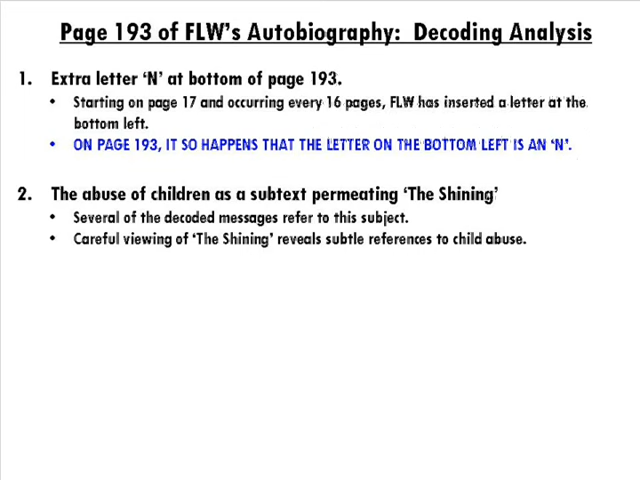 Page 193 of FLW's Autobiography: Decoding Analysis
1. Extra letter 'N' at bottom of page 193.
• Starting on page 17 and occurring every 16 pages, FLW has inserted a letter at the
bottom left.
• ON PAGE 193, IT SO HAPPENS THAT THE LETTER ON THE BOTTOM LEFT IS AN 'N'.
2. The abuse of children as a subtext permeating 'The Shining'
• Several of the decoded messages refer to this subject.
• Careful viewing of 'The Shining' reveals subtle references to child abuse.